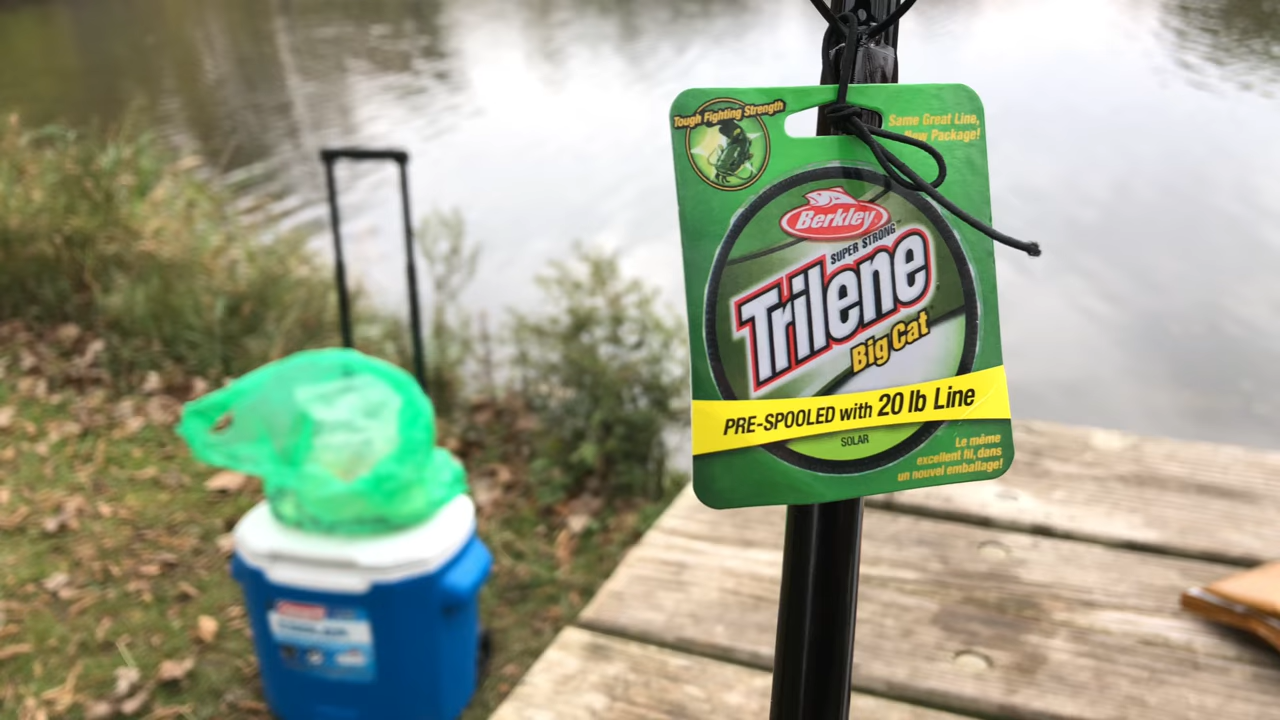 Tough Fighting Strength
Same Great Line,
New Package!
Berkley
SUPER STRONG
Trilene
Big Cat
PRE-SPOOLED with 20 lb Line
SOLAR
Le même
excellent fil, dans
un nouvel emballage!